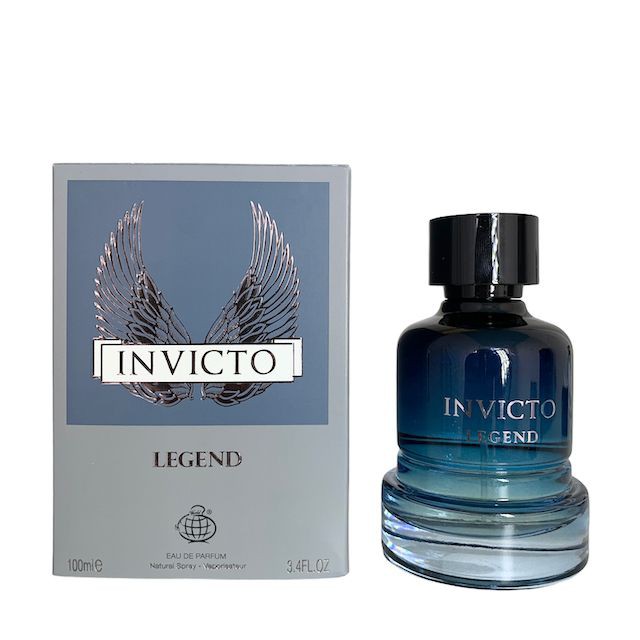 INVICTO
LEGEND
EAU DE PARFUM
100ml℮ Natural Spray - Vaporisateur 3.4FL.OZ
INVICTO
LEGEND